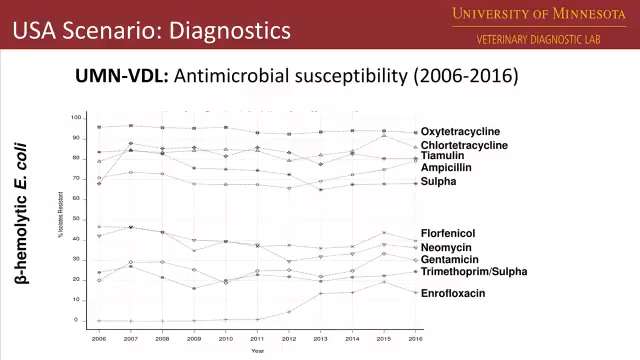 USA Scenario: Diagnostics
UNIVERSITY OF MINNESOTA
VETERINARY DIAGNOSTIC LAB
UMN-VDL: Antimicrobial susceptibility (2006-2016)
β-hemolytic E. coli
% Isolates Resistant
100
90
80
70
60
50
40
30
20
10
0
Oxytetracycline
Chlortetracycline
Tiamulin
Ampicillin
Sulpha
Florfenicol
Neomycin
Gentamicin
Trimethoprim/Sulpha
Enrofloxacin
2006 2007 2008 2009 2010 2011 2012 2013 2014 2015 2016
Year